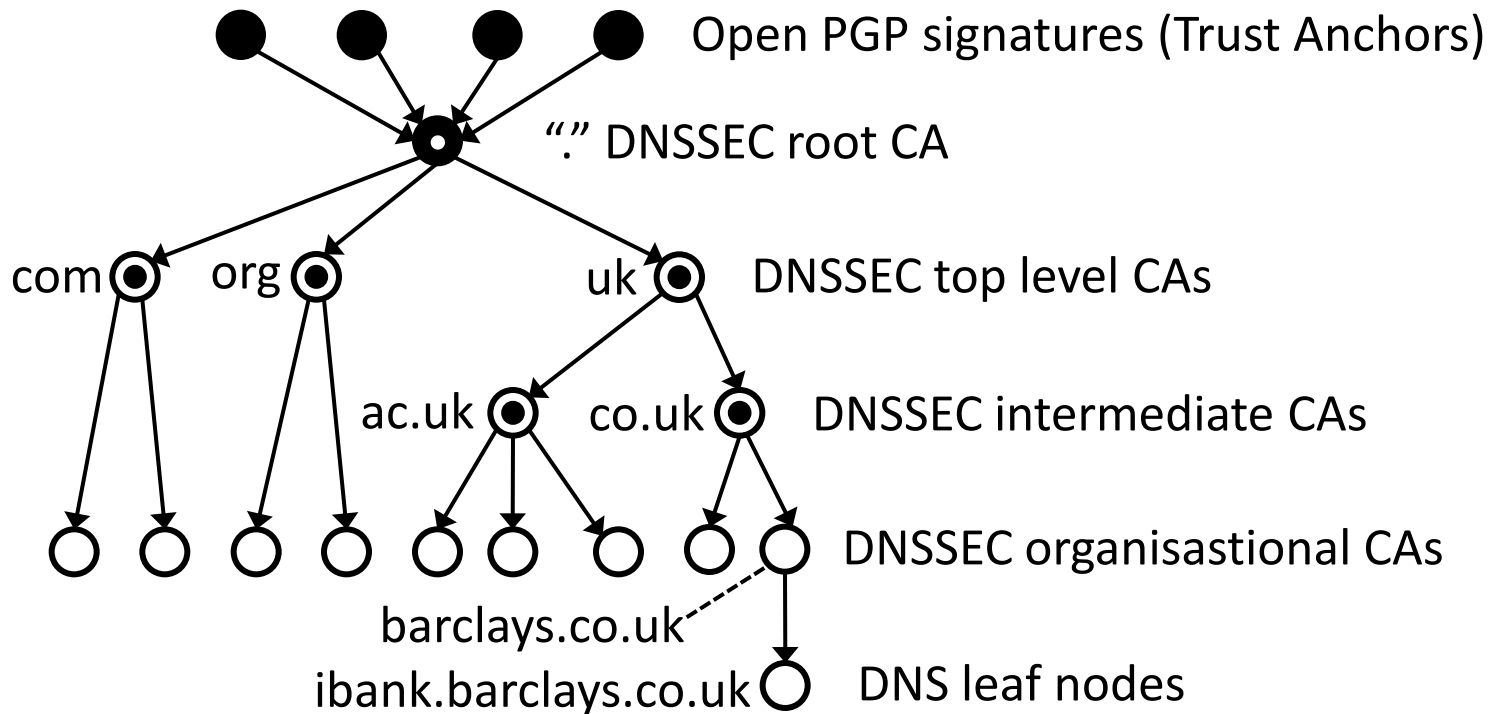 Open PGP signatures (Trust Anchors)
“.” DNSSEC root CA
com
org
uk
DNSSEC top level CAs
ac.uk
co.uk
DNSSEC intermediate CAs
DNSSEC organisastional CAs
barclays.co.uk
ibank.barclays.co.uk
DNS leaf nodes